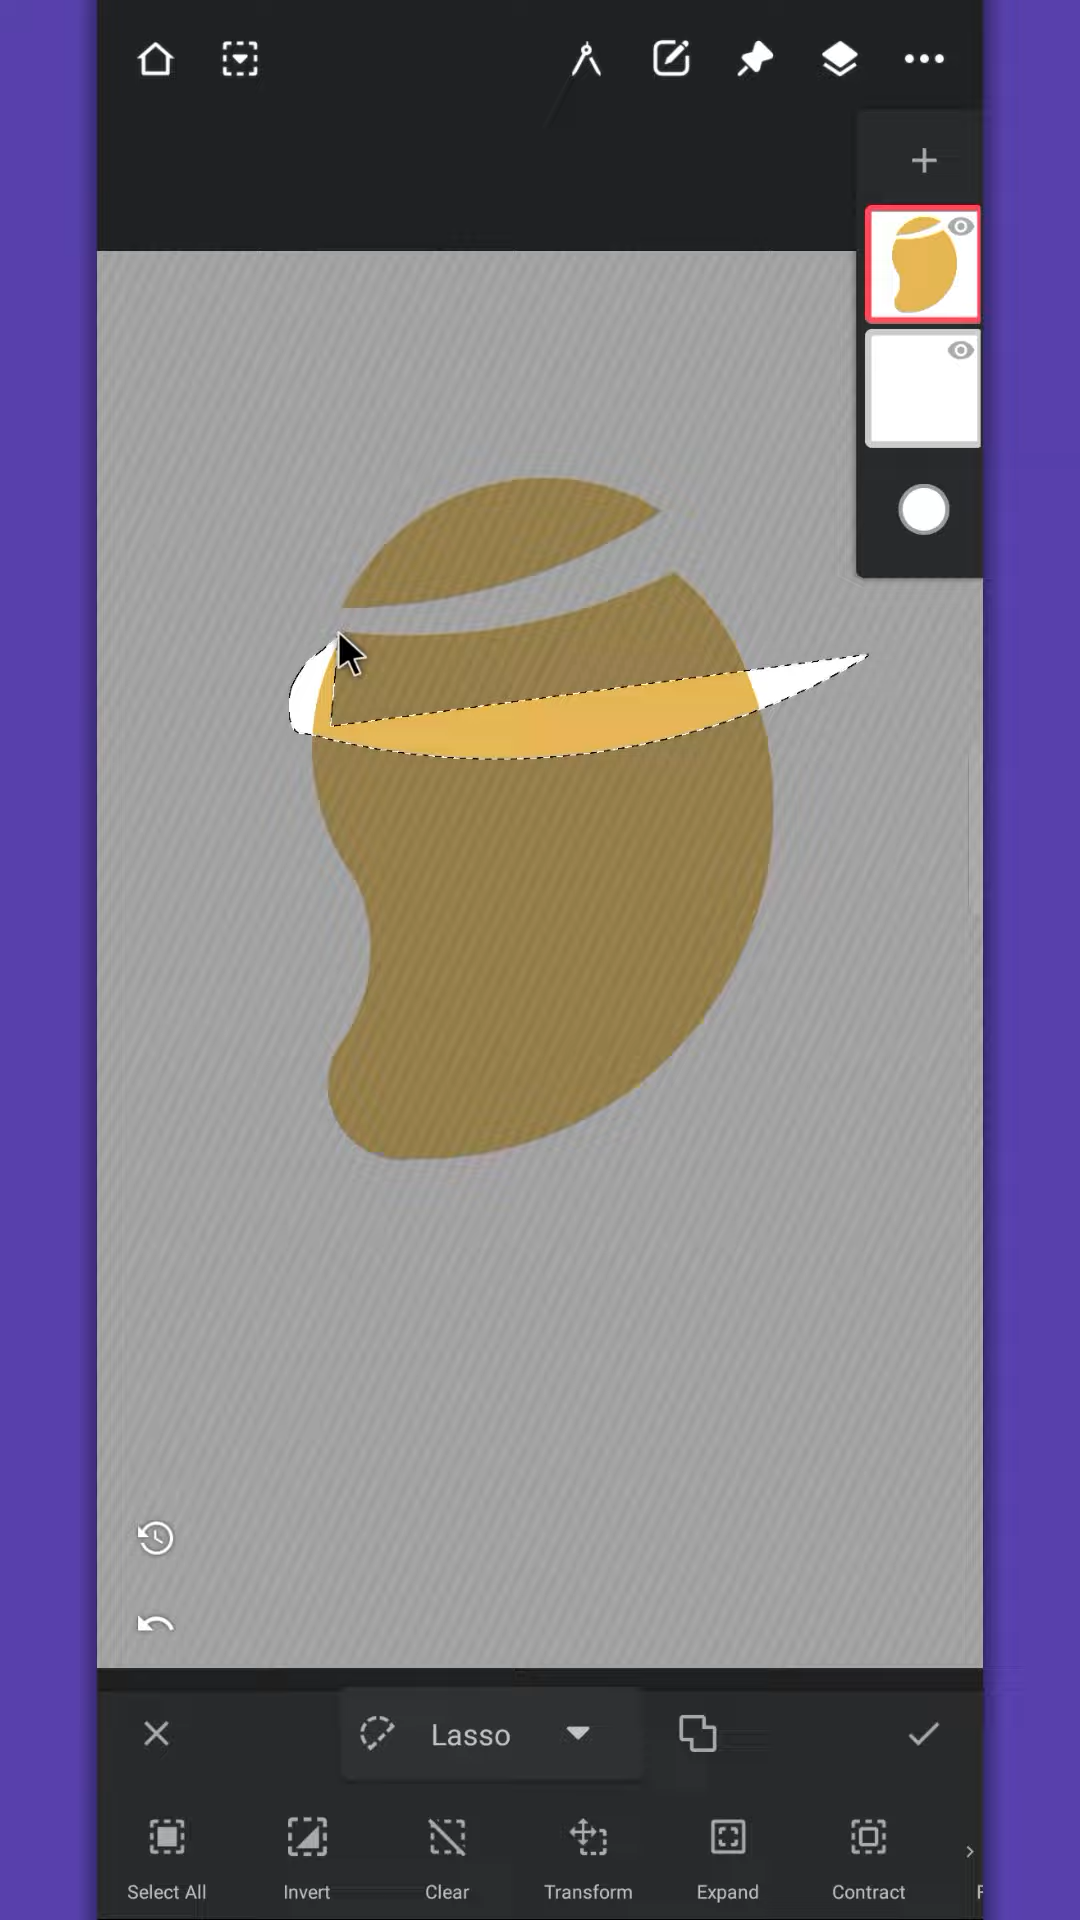 Lasso
Select All
Invert
Clear
Transform
Expand
Contract